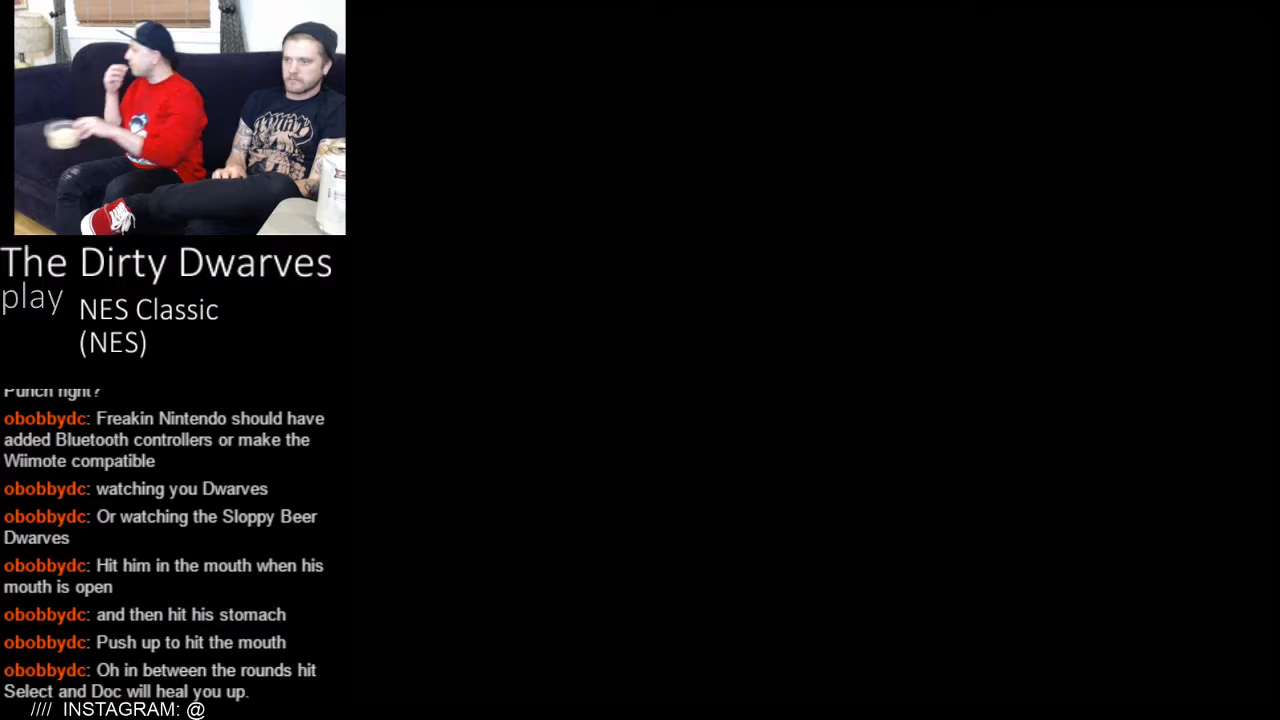 The Dirty Dwarves
play
NES Classic
(NES)
Punch right?
obobbydc: Freakin Nintendo should have
added Bluetooth controllers or make the
Wiimote compatible
obobbydc: watching you Dwarves
obobbydc: Or watching the Sloppy Beer
Dwarves
obobbydc: Hit him in the mouth when his
mouth is open
obobbydc: and then hit his stomach
obobbydc: Push up to hit the mouth
obobbydc: Oh in between the rounds hit
Select and Doc will heal you up.
//// INSTAGRAM: @